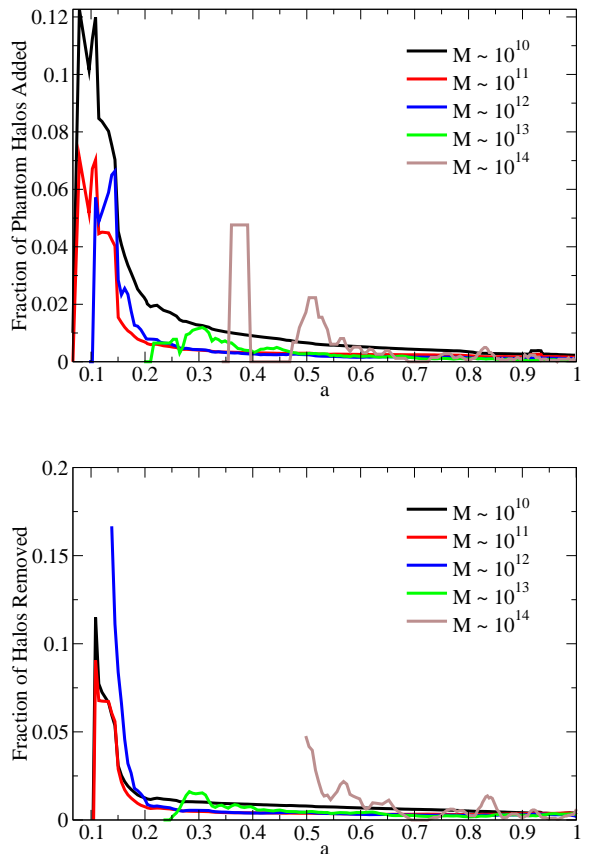 0.12
0.1
0.08
0.06
0.04
0.02
0
Fraction of Phantom Halos Added
M ~ 10^10
M ~ 10^11
M ~ 10^12
M ~ 10^13
M ~ 10^14
0.1 0.2 0.3 0.4 0.5 0.6 0.7 0.8 0.9 1
a
0.2
0.15
0.1
0.05
0
Fraction of Halos Removed
M ~ 10^10
M ~ 10^11
M ~ 10^12
M ~ 10^13
M ~ 10^14
0.1 0.2 0.3 0.4 0.5 0.6 0.7 0.8 0.9 1
a